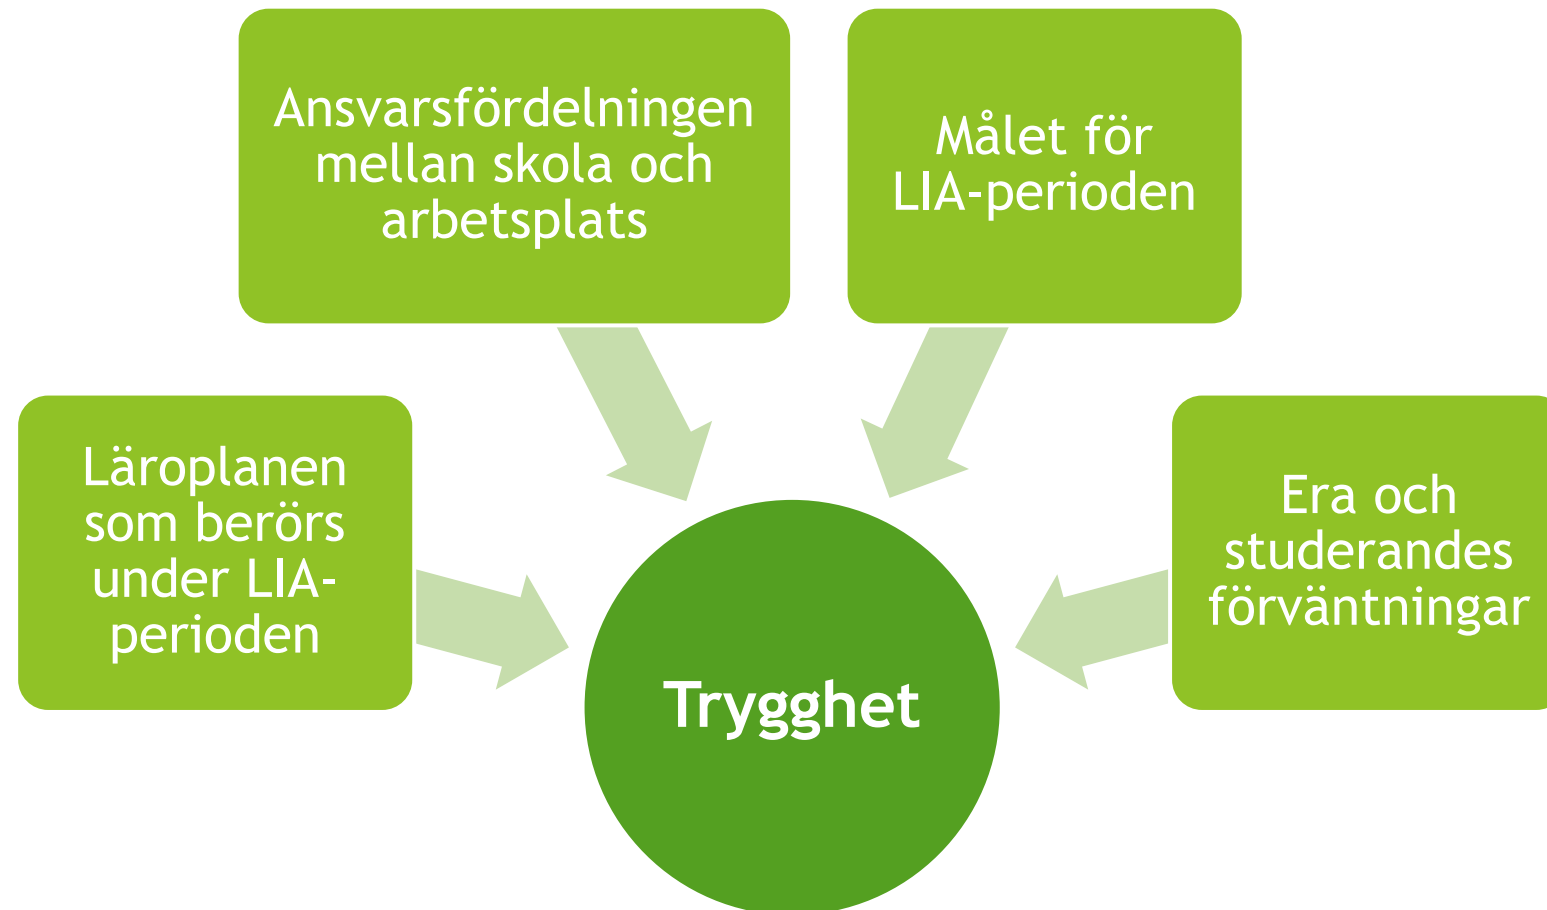 Ansvarsfördelningen
mellan skola och
arbetsplats
Målet för
LIA-perioden
Läroplanen
som berörs
under LIA-
perioden
Era och
studerandes
förväntningar
Trygghet